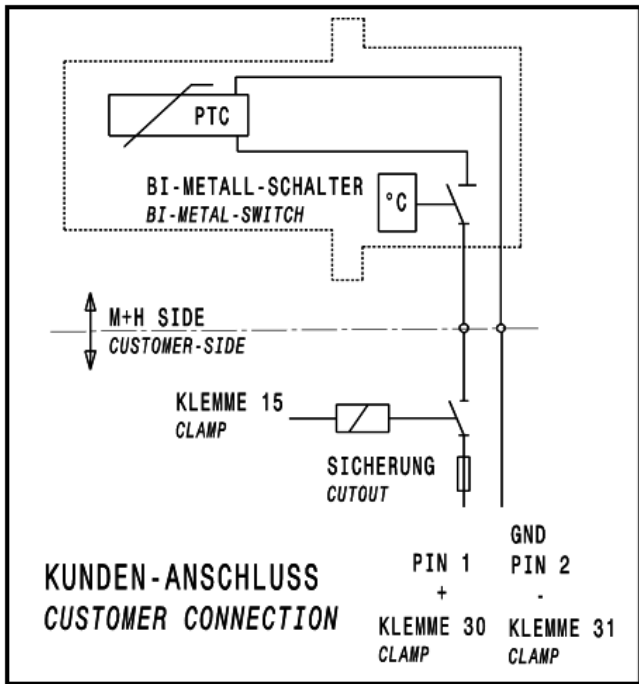 PTC
BI-METALL-SCHALTER
BI-METAL-SWITCH
°C
M+H SIDE
CUSTOMER-SIDE
KLEMME 15
CLAMP
SICHERUNG
CUTOUT
KUNDEN-ANSCHLUSS
CUSTOMER CONNECTION
PIN 1
+
KLEMME 30
CLAMP
GND
PIN 2
-
KLEMME 31
CLAMP